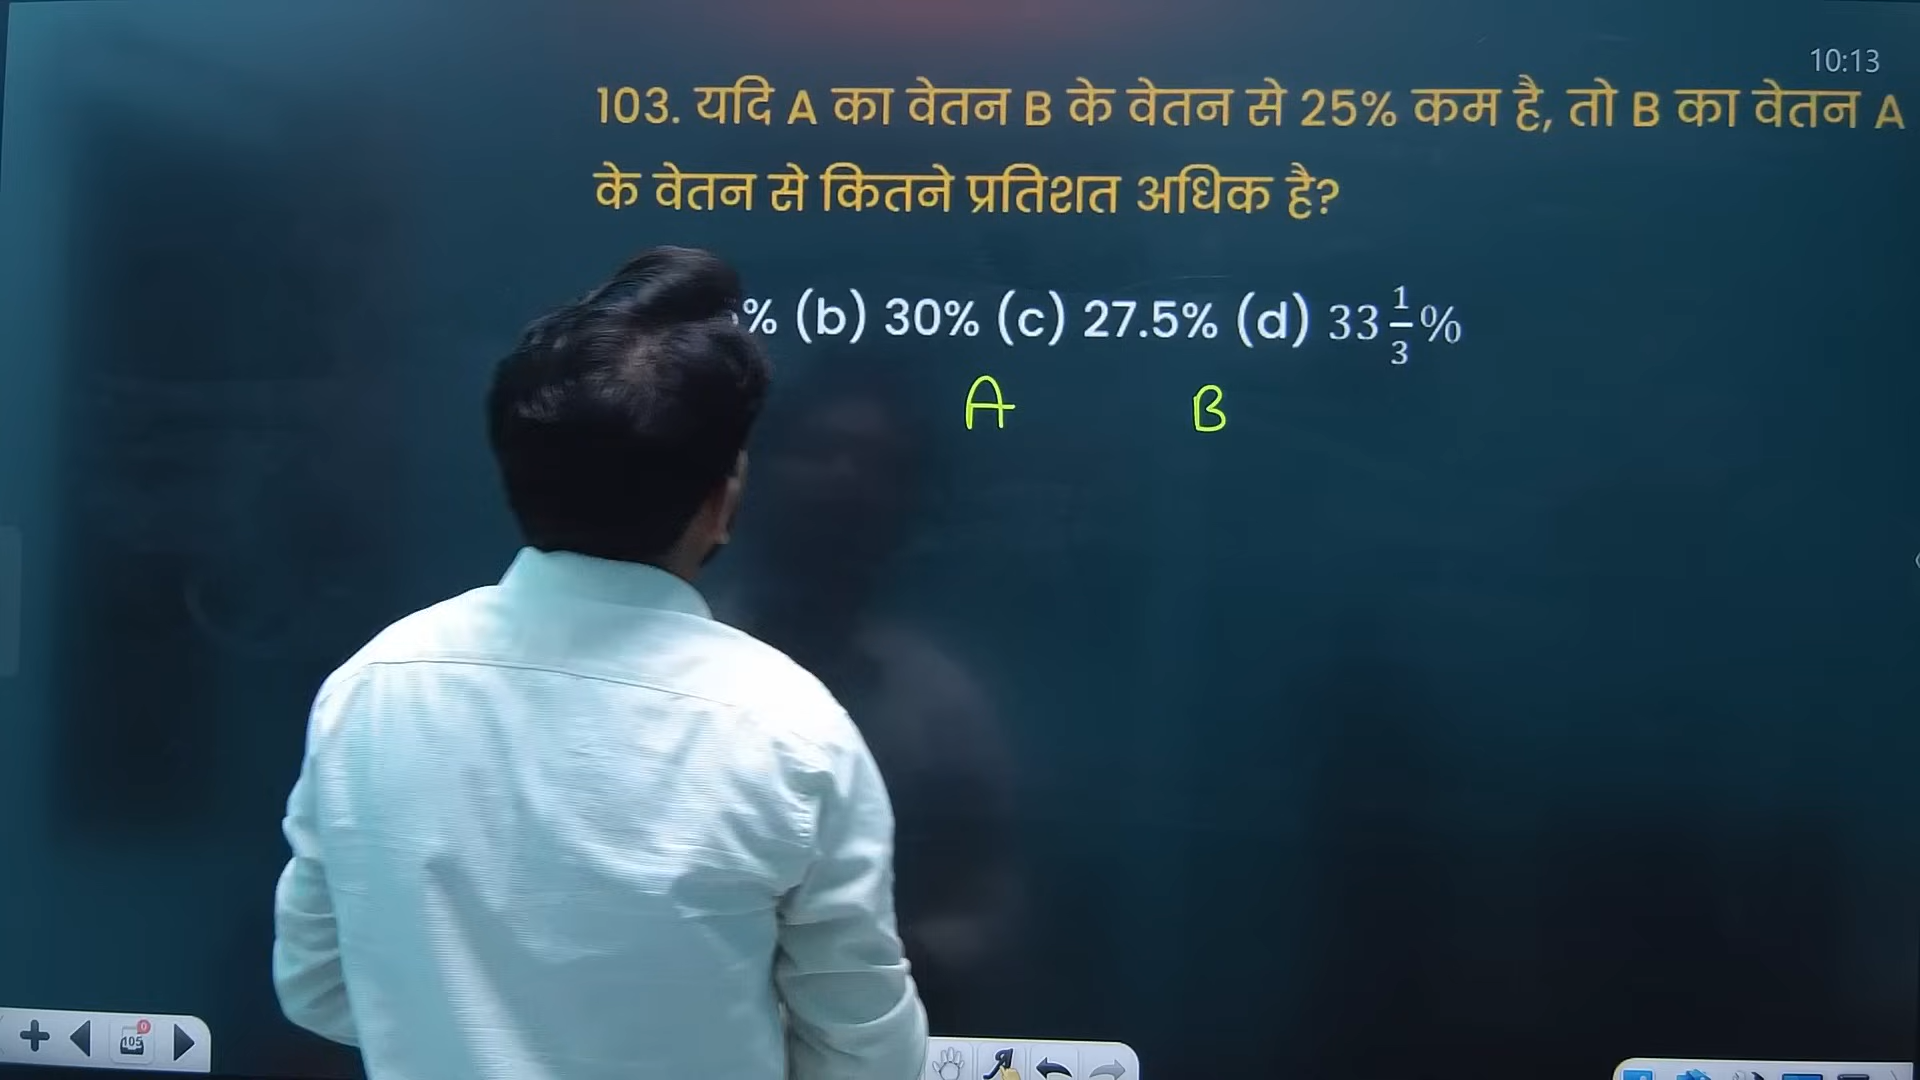 10:13
103. यदि A का वेतन B के वेतन से 25% कम है, तो B का वेतन A
के वेतन से कितने प्रतिशत अधिक है?
% (b) 30% (c) 27.5% (d) 33 1/3 %
A B
0
105